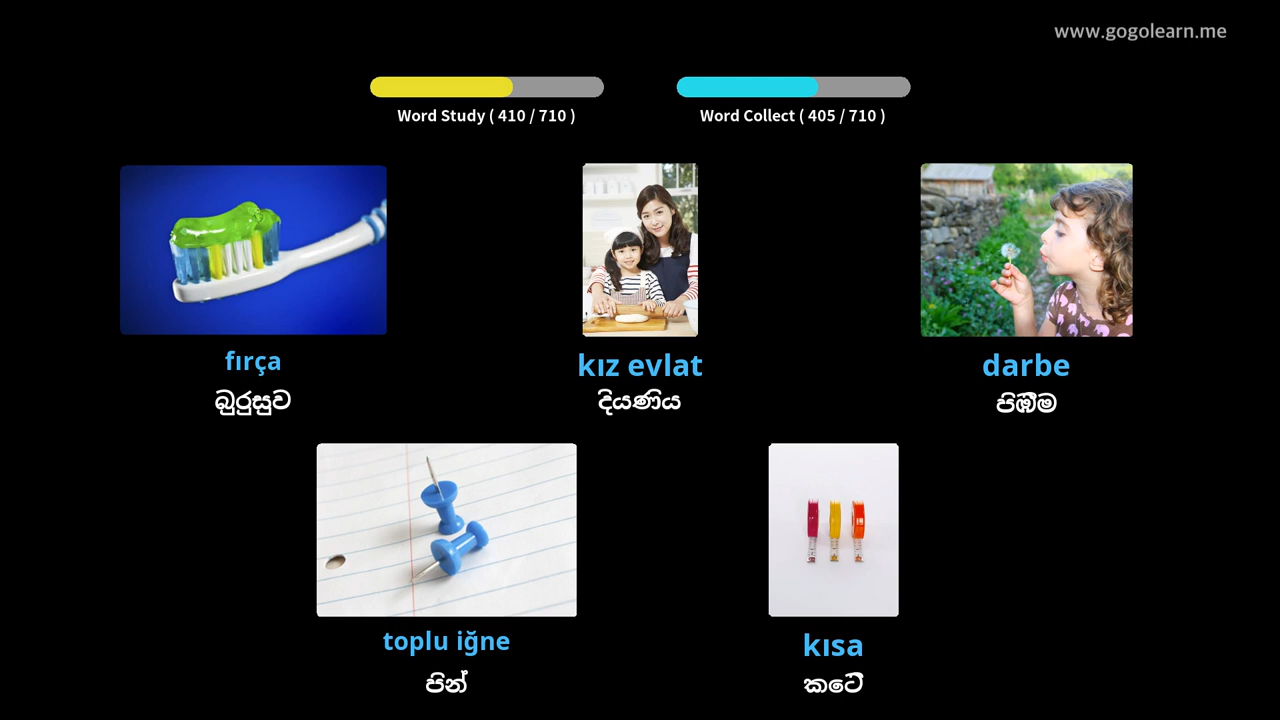 www.gogolearn.me
Word Study ( 410 / 710 )
Word Collect ( 405 / 710 )
fırça
බුරුසුව
kız evlat
දියණිය
darbe
පිඹීම
toplu iğne
පින්
kısa
කටේ